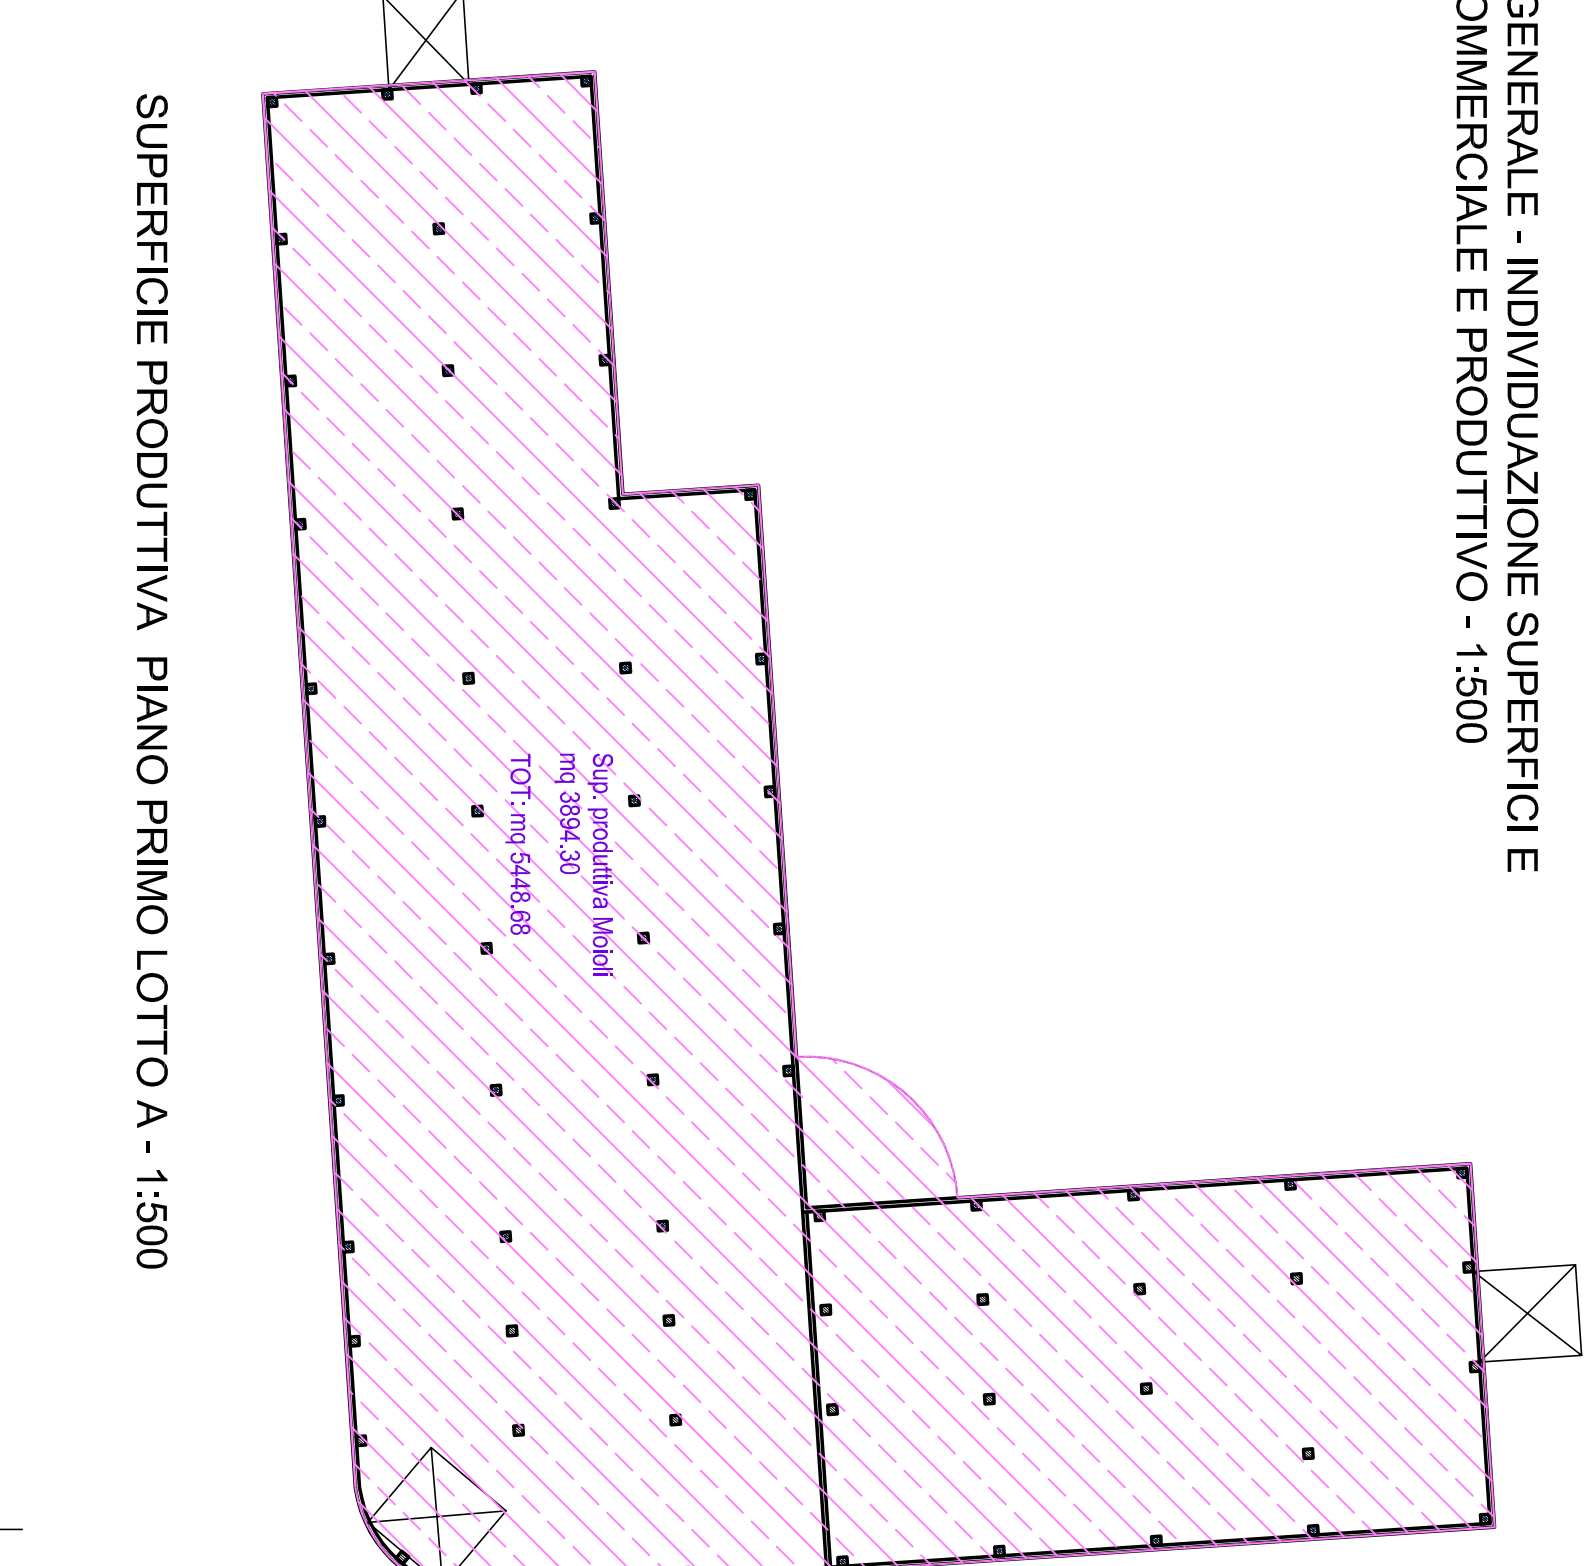 GENERALE - INDIVIDUAZIONE SUPERFICI E
OMMERCIALE E PRODUTTIVO - 1:500
Sup. produttiva Moioli
mq 3894.30
TOT: mq 5448.68
SUPERFICIE PRODUTTIVA PIANO PRIMO LOTTO A - 1:500